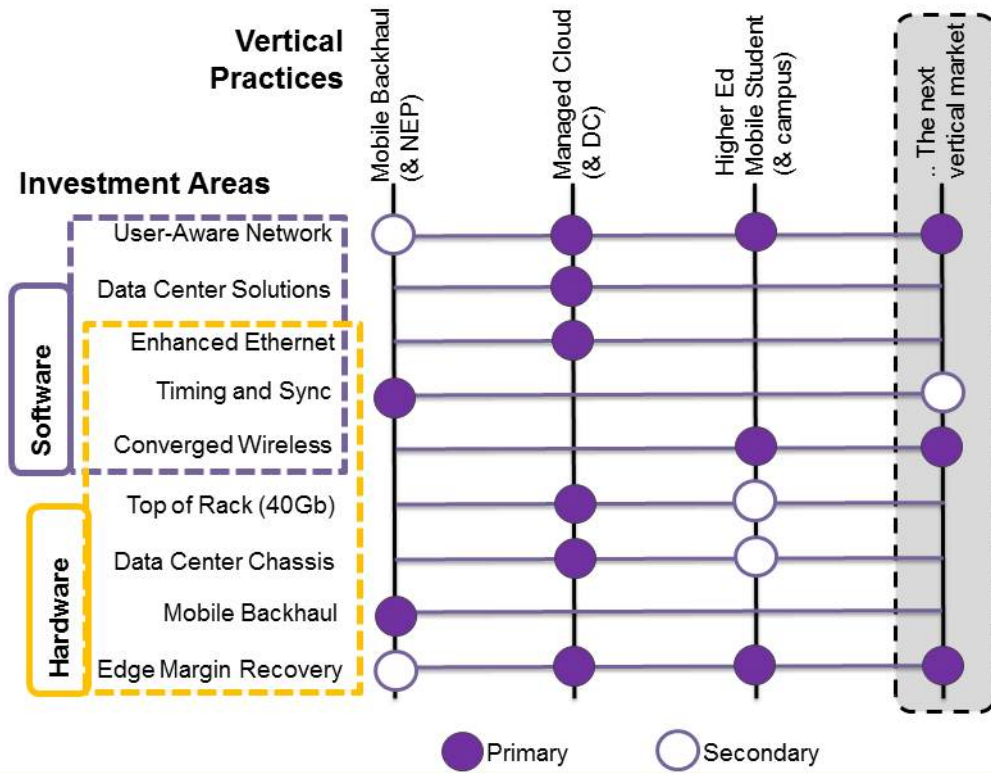 Vertical
Practices
Mobile Backhaul
(& NEP)
Managed Cloud
(& DC)
Higher Ed
Mobile Student
(& campus)
.. The next
vertical market
Investment Areas
User-Aware Network
Data Center Solutions
Enhanced Ethernet
Timing and Sync
Converged Wireless
Top of Rack (40Gb)
Data Center Chassis
Mobile Backhaul
Edge Margin Recovery
Software
Hardware
Primary
Secondary